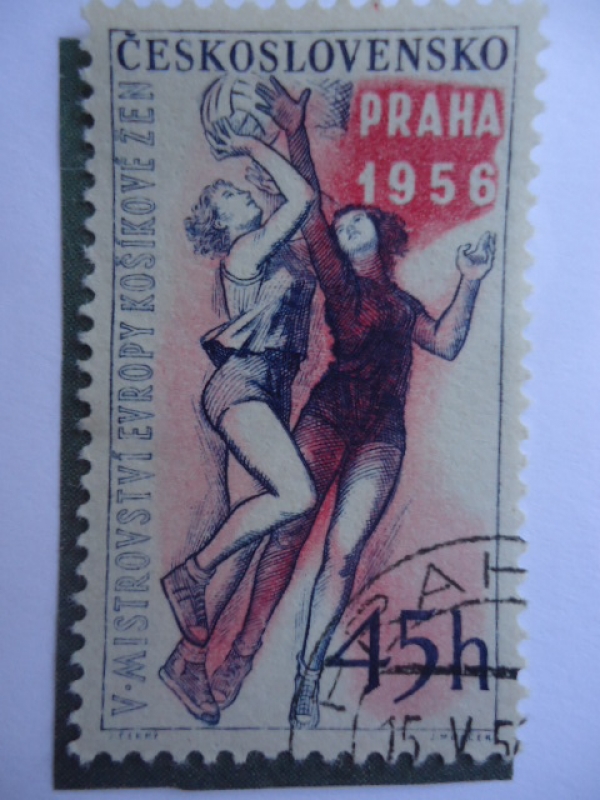 ČESKOSLOVENSKO
PRAHA
1956
V. MISTROVSTVÍ EVROPY KOŠÍKOVÉ ŽEN
45h
15. V. 5